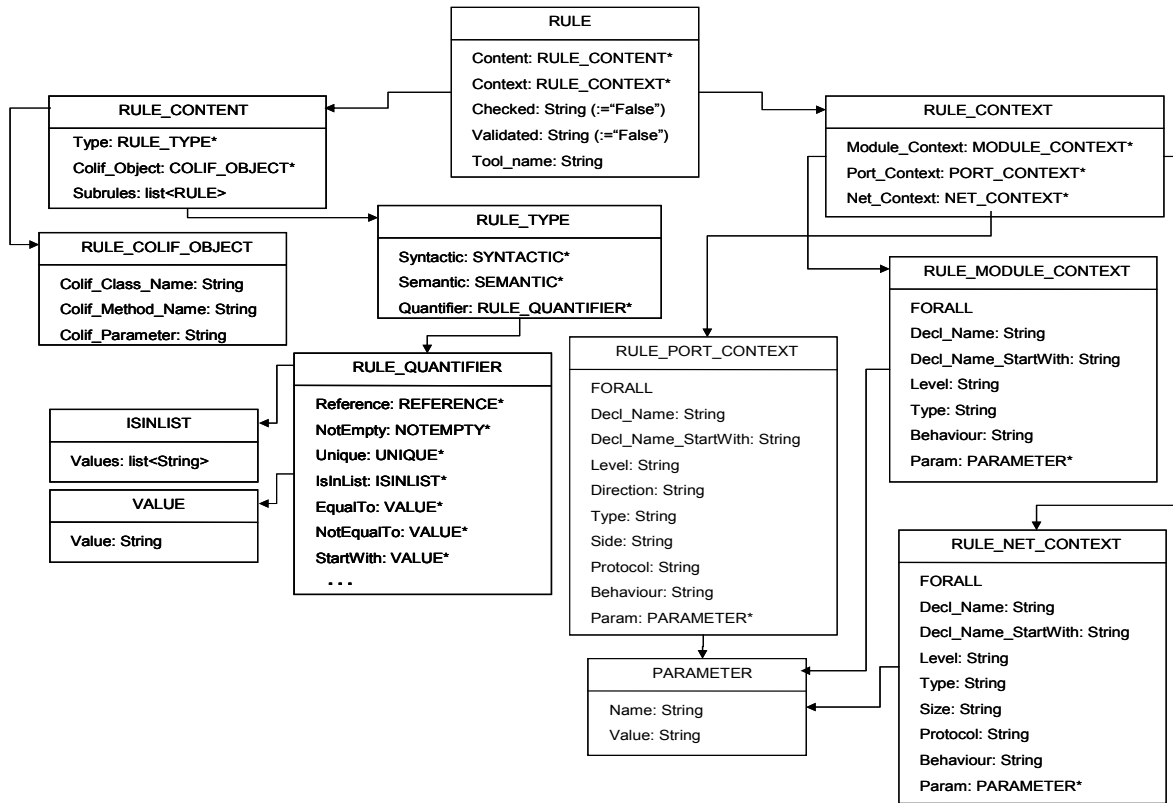 RULE
Content: RULE_CONTENT*
Context: RULE_CONTEXT*
Checked: String (:="False")
Validated: String (:="False")
Tool_name: String
RULE_CONTENT
Type: RULE_TYPE*
Colif_Object: COLIF_OBJECT*
Subrules: list<RULE>
RULE_CONTEXT
Module_Context: MODULE_CONTEXT*
Port_Context: PORT_CONTEXT*
Net_Context: NET_CONTEXT*
RULE_TYPE
Syntactic: SYNTACTIC*
Semantic: SEMANTIC*
Quantifier: RULE_QUANTIFIER*
RULE_COLIF_OBJECT
Colif_Class_Name: String
Colif_Method_Name: String
Colif_Parameter: String
RULE_MODULE_CONTEXT
FORALL
Decl_Name: String
Decl_Name_StartWith: String
Level: String
Type: String
Behaviour: String
Param: PARAMETER*
RULE_PORT_CONTEXT
FORALL
Decl_Name: String
Decl_Name_StartWith: String
Level: String
Direction: String
Type: String
Side: String
Protocol: String
Behaviour: String
Param: PARAMETER*
RULE_QUANTIFIER
Reference: REFERENCE*
NotEmpty: NOTEMPTY*
Unique: UNIQUE*
IsInList: ISINLIST*
EqualTo: VALUE*
NotEqualTo: VALUE*
StartWith: VALUE*
...
ISINLIST
Values: list<String>
VALUE
Value: String
RULE_NET_CONTEXT
FORALL
Decl_Name: String
Decl_Name_StartWith: String
Level: String
Type: String
Size: String
Protocol: String
Behaviour: String
Param: PARAMETER*
PARAMETER
Name: String
Value: String